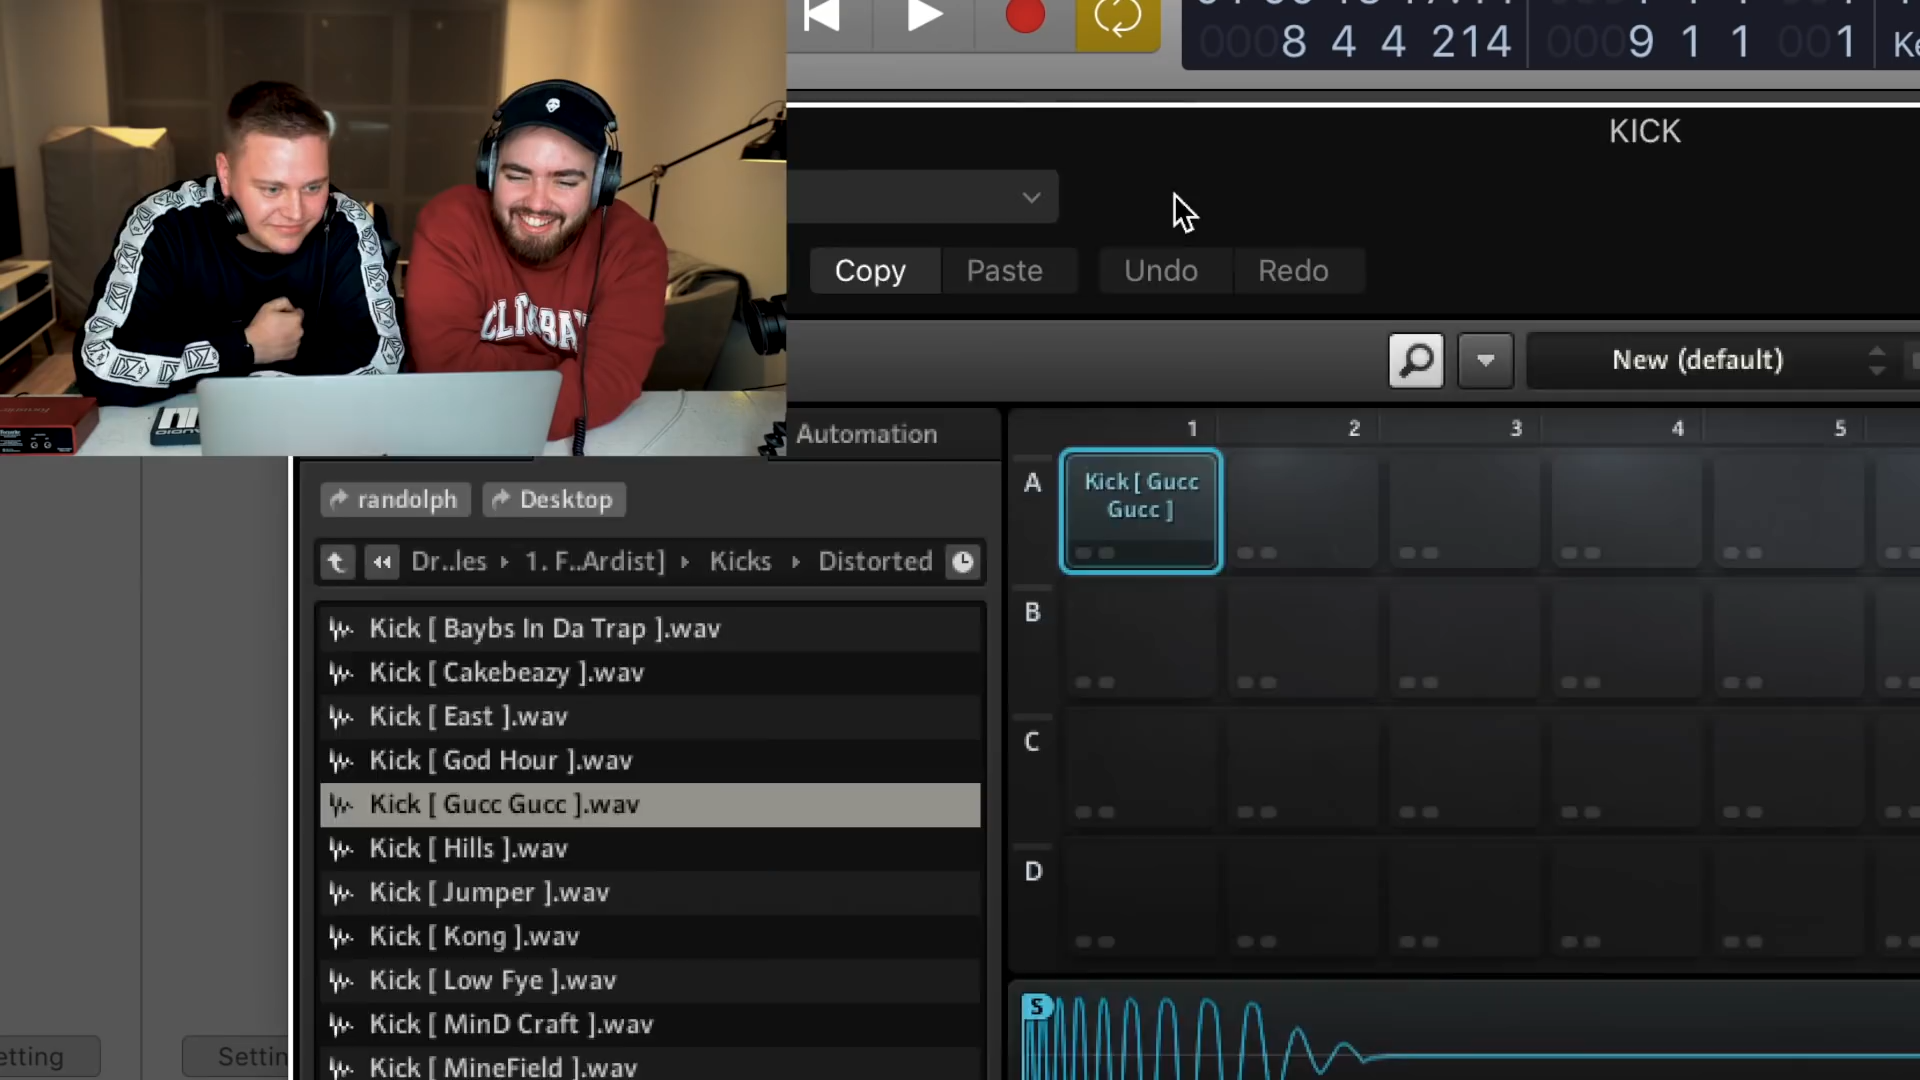 8 4 4 214
9 1 1 1
KICK
Copy Paste Undo Redo
New (default)
Automation
1 2 3 4 5
randolph Desktop
Dr..les 1. F..Ardist] Kicks Distorted
A
Kick [ Gucc
Gucc ]
B
C
D
Kick [ Baybs In Da Trap ].wav
Kick [ Cakebeazy ].wav
Kick [ East ].wav
Kick [ God Hour ].wav
Kick [ Gucc Gucc ].wav
Kick [ Hills ].wav
Kick [ Jumper ].wav
Kick [ Kong ].wav
Kick [ Low Fye ].wav
Kick [ MinD Craft ].wav
Kick [ MineField ].wav
S
etting
Settin